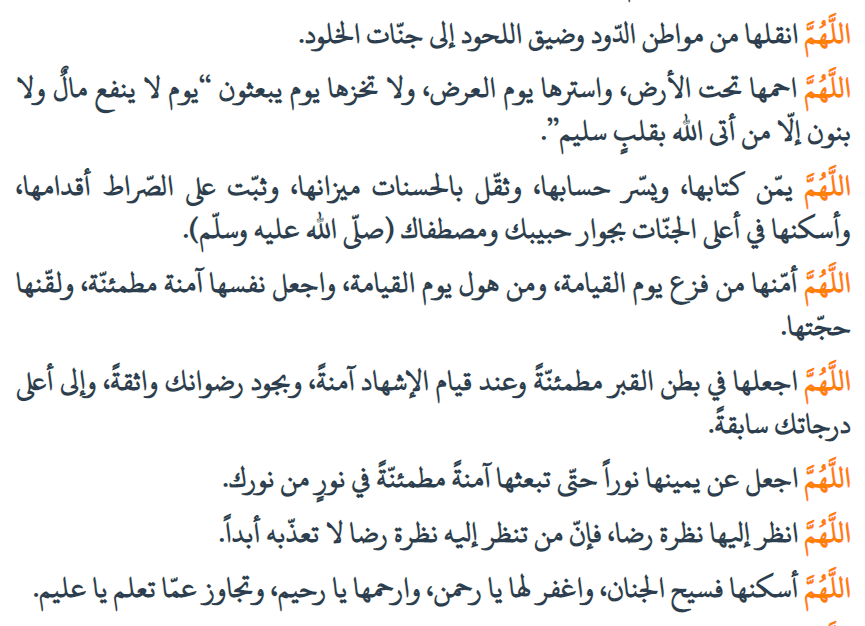 اللَّهُمَّ انقلها من مواطن الدّود وضيق اللحود إلى جنّات الخلود.
اللَّهُمَّ احمها تحت الأرض، واسترها يوم العرض، ولا تخزها يوم يبعثون “يوم لا ينفع مالٌ ولا
بنون إلّا من أتى الله بقلبٍ سليم”.
اللَّهُمَّ يمّن كتابها، ويسّر حسابها، وثقّل بالحسنات ميزانها، وثبّت على الصّراط أقدامها،
وأسكنها في أعلى الجنّات بجوار حبيبك ومصطفاك (صلّى الله عليه وسلّم).
اللَّهُمَّ أمّنها من فزع يوم القيامة، ومن هول يوم القيامة، واجعل نفسها آمنة مطمئنّة، ولقّنها
حجّتها.
اللَّهُمَّ اجعلها في بطن القبر مطمئنّةً وعند قيام الإشهاد آمنةً، وبجود رضوانك واثقةً، وإلى أعلى
درجاتك سابقةً.
اللَّهُمَّ اجعل عن يمينها نوراً حتّى تبعثها آمنةً مطمئنّةً في نورٍ من نورك.
اللَّهُمَّ انظر إليها نظرة رضا، فإنّ من تنظر إليه نظرة رضا لا تعذّبه أبداً.
اللَّهُمَّ أسكنها فسيح الجنان، واغفر لها يا رحمن، وارحمها يا رحيم، وتجاوز عمّا تعلم يا عليم.